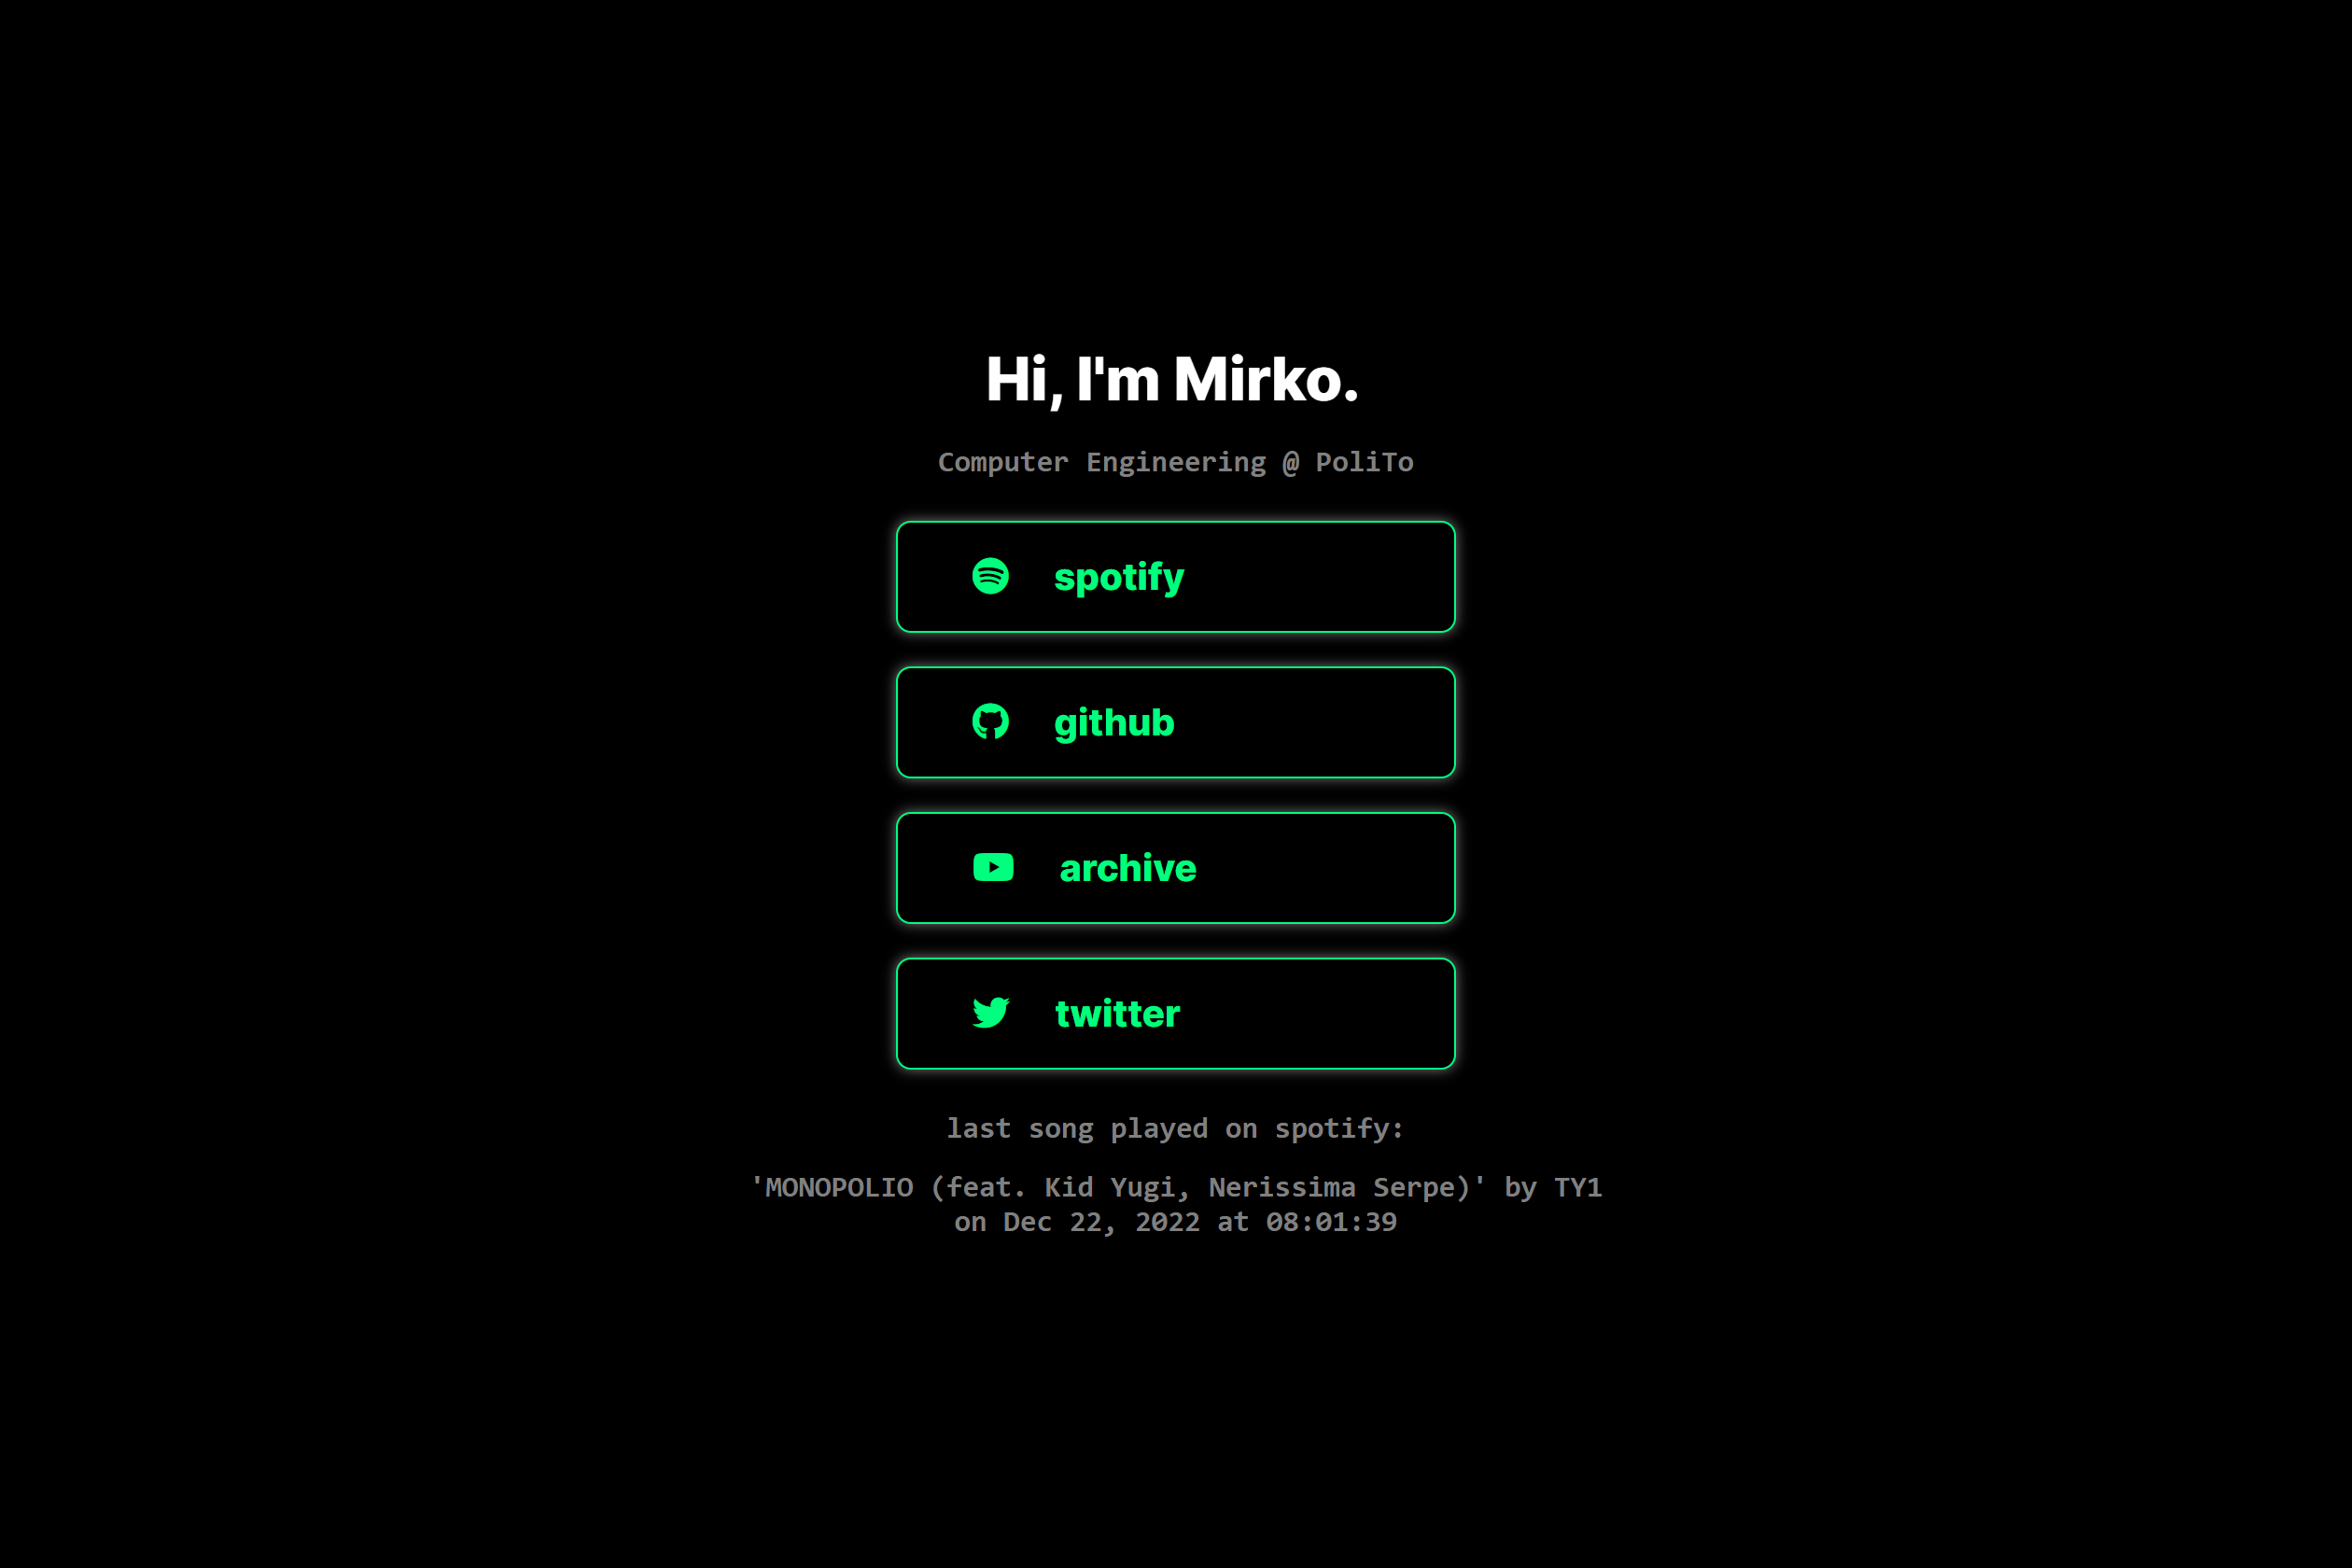 Hi, I'm Mirko.
Computer Engineering @ PoliTo
spotify
github
archive
twitter
last song played on spotify:
'MONOPOLIO (feat. Kid Yugi, Nerissima Serpe)' by TY1
on Dec 22, 2022 at 08:01:39